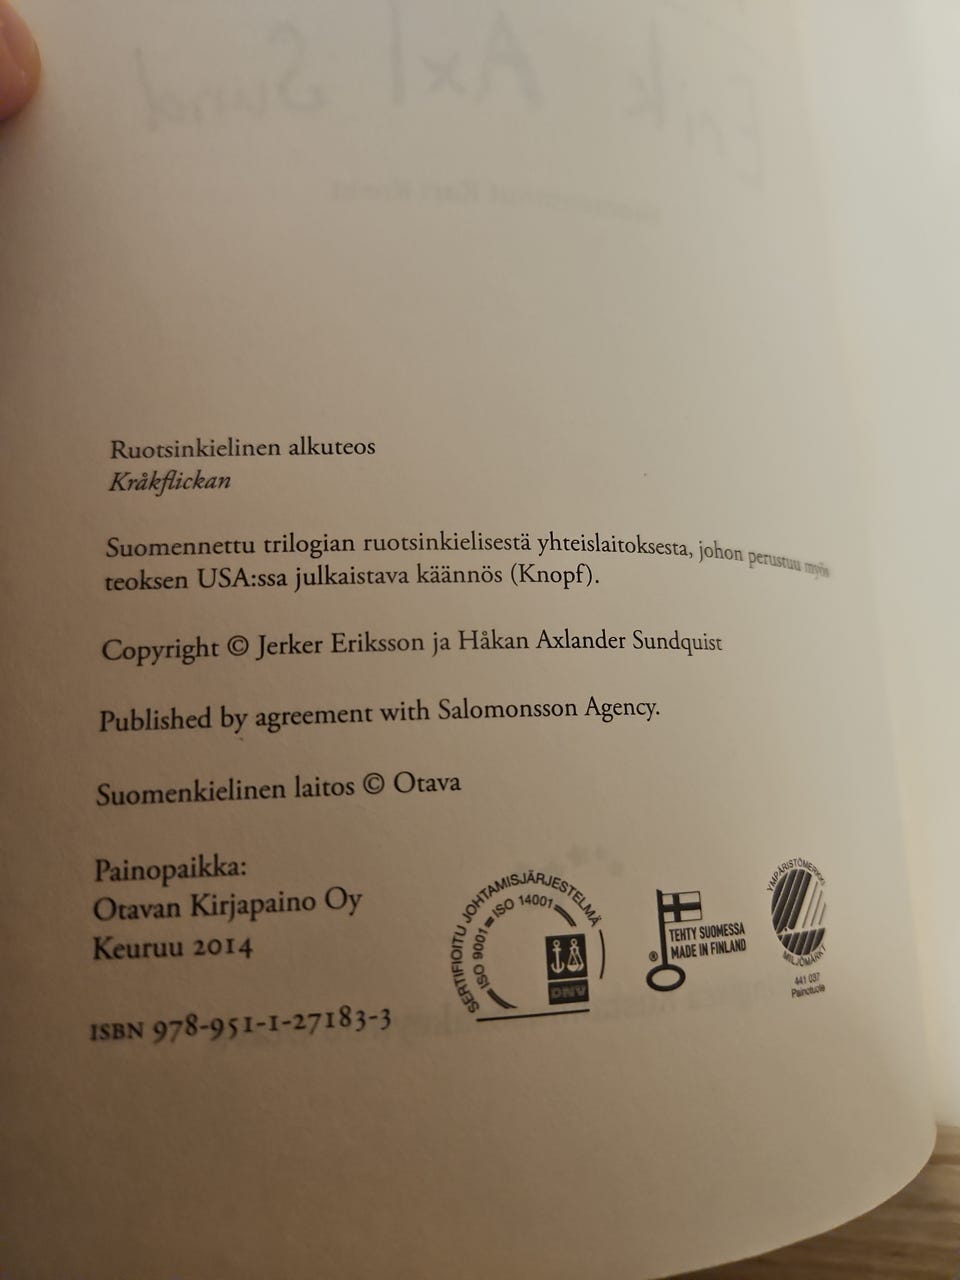 Erik Axl Sund
Ruotsinkielinen alkuteos
Kråkflickan
Suomennettu trilogian ruotsinkielisestä yhteislaitoksesta, johon perustuu myös
teoksen USA:ssa julkaistava käännös (Knopf).
Copyright © Jerker Eriksson ja Håkan Axlander Sundquist
Published by agreement with Salomonsson Agency.
Suomenkielinen laitos © Otava
Painopaikka:
Otavan Kirjapaino Oy
Keuruu 2014
ISBN 978-951-1-27183-3
SERTIFIOITU JOHTAMISJÄRJESTELMÄ
ISO 9001 = ISO 14001
DNV
® TEHTY SUOMESSA
MADE IN FINLAND
YMPÄRISTÖMERKKI
MILJÖMÄRKT
441 037
Painotuote